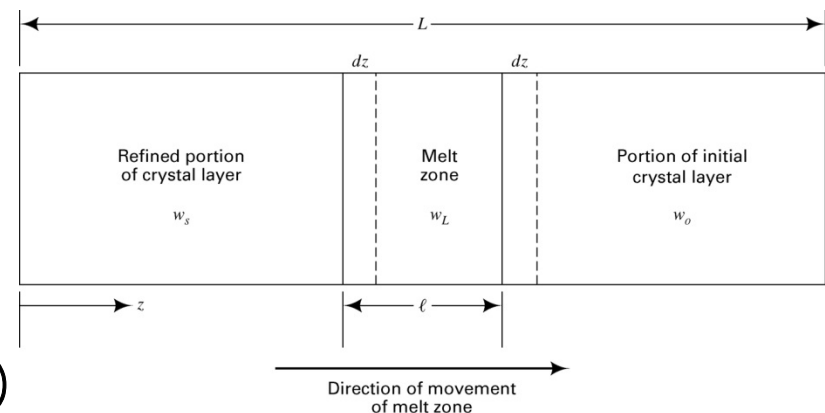 L
dz dz
Refined portion
of crystal layer
w_s
Melt
zone
w_L
Portion of initial
crystal layer
w_o
z
ℓ
Direction of movement
of melt zone
)